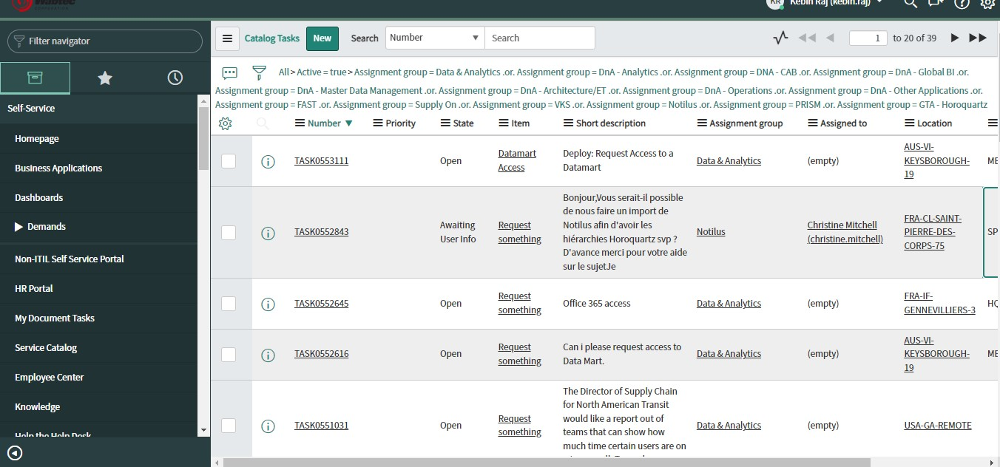 Wabtec
KR Kebin Raj (kebin.raj)
Filter navigator
Self-Service
Homepage
Business Applications
Dashboards
Demands
Non-ITIL Self Service Portal
HR Portal
My Document Tasks
Service Catalog
Employee Center
Knowledge
Help the Help Desk
Catalog Tasks New Search Number Search 1 to 20 of 39
All > Active = true > Assignment group = Data & Analytics .or. Assignment group = DnA - Analytics .or. Assignment group = DNA - CAB .or. Assignment group = DnA - Global BI .or.
Assignment group = DnA - Master Data Management .or. Assignment group = DnA - Architecture/ET .or. Assignment group = DnA - Operations .or. Assignment group = DnA - Other Applications .or.
Assignment group = FAST .or. Assignment group = Supply On .or. Assignment group = VKS .or. Assignment group = Notilus .or. Assignment group = PRISM .or. Assignment group = GTA - Horoquartz
Number Priority State Item Short description Assignment group Assigned to Location
TASK0553111
Open
Datamart
Access
Deploy: Request Access to a
Datamart
Data & Analytics
(empty)
AUS-VI-
KEYSBOROUGH-
19
TASK0552843
Awaiting
User Info
Request
something
Bonjour,Vous serait-il possible
de nous faire un import de
Notilus afin d'avoir les
hiérarchies Horoquartz svp ?
D'avance merci pour votre aide
sur le sujetJe
Notilus
Christine Mitchell
(christine.mitchell)
FRA-CL-SAINT-
PIERRE-DES-
CORPS-75
SP
TASK0552645
Open
Request
something
Office 365 access
Data & Analytics
(empty)
FRA-IF-
GENNEVILLIERS-3
TASK0552616
Open
Request
something
Can i please request access to
Data Mart.
Data & Analytics
(empty)
AUS-VI-
KEYSBOROUGH-
19
TASK0551031
Open
Request
something
The Director of Supply Chain
for North American Transit
would like a report out of
teams that can show how
much time certain users are on
Data & Analytics
(empty)
USA-GA-REMOTE